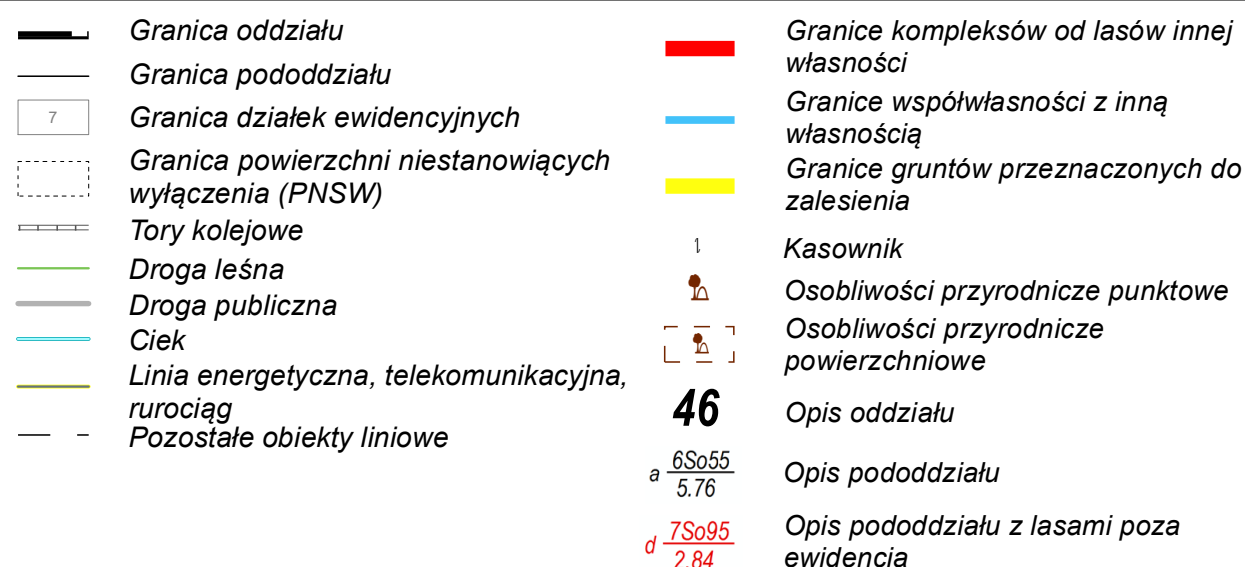 Granica oddziału
Granica pododdziału
7
Granica działek ewidencyjnych
Granica powierzchni niestanowiących
wyłączenia (PNSW)
Tory kolejowe
Droga leśna
Droga publiczna
Ciek
Linia energetyczna, telekomunikacyjna,
rurociąg
Pozostałe obiekty liniowe
Granice kompleksów od lasów innej
własności
Granice współwłasności z inną
własnością
Granice gruntów przeznaczonych do
zalesienia
Kasownik
Osobliwości przyrodnicze punktowe
Osobliwości przyrodnicze
powierzchniowe
46
Opis oddziału
a 6So55
5.76
Opis pododdziału
d 7So95
2.84
Opis pododdziału z lasami poza
ewidencją